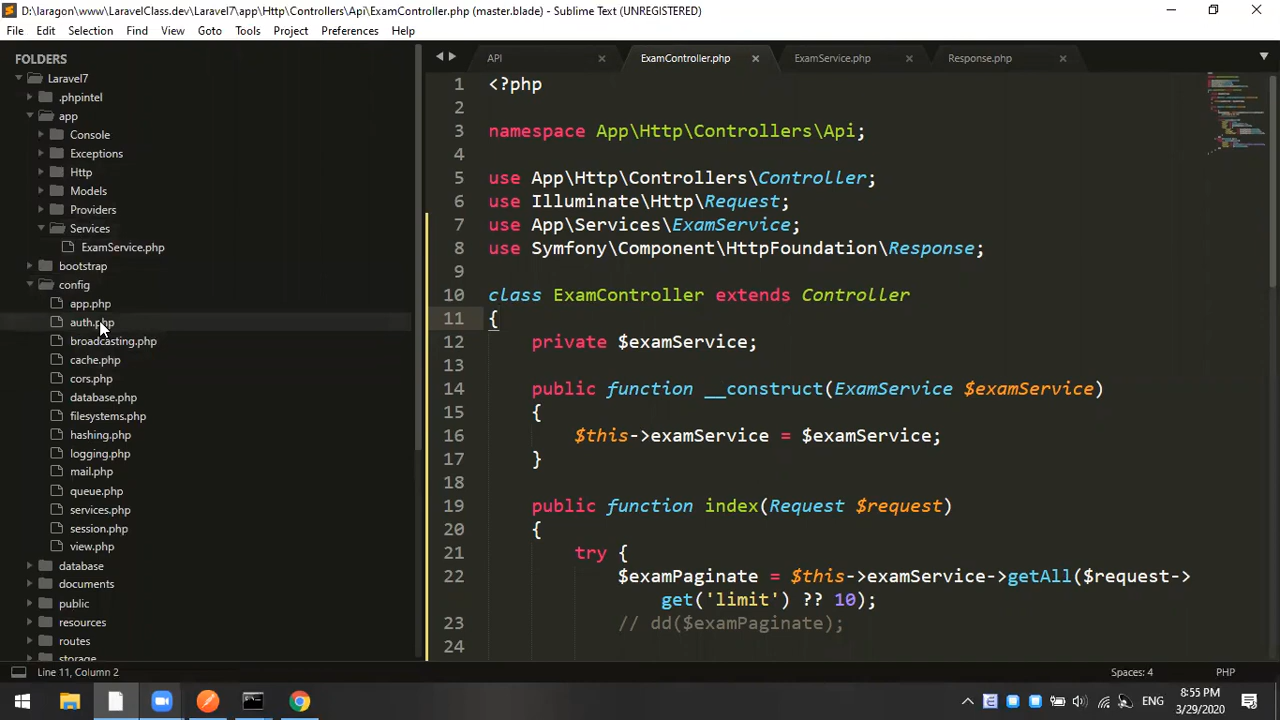 D:\laragon\www\LaravelClass.dev\Laravel7\app\Http\Controllers\Api\ExamController.php (master.blade) - Sublime Text (UNREGISTERED)
File Edit Selection Find View Goto Tools Project Preferences Help
FOLDERS
Laravel7
.phpintel
app
Console
Exceptions
Http
Models
Providers
Services
ExamService.php
bootstrap
config
app.php
auth.php
broadcasting.php
cache.php
cors.php
database.php
filesystems.php
hashing.php
logging.php
mail.php
queue.php
services.php
session.php
view.php
database
documents
public
resources
routes
storage
API ExamController.php ExamService.php Response.php
1 <?php
2
3 namespace App\Http\Controllers\Api;
4
5 use App\Http\Controllers\Controller;
6 use Illuminate\Http\Request;
7 use App\Services\ExamService;
8 use Symfony\Component\HttpFoundation\Response;
9
10 class ExamController extends Controller
11 {
12 private $examService;
13
14 public function __construct(ExamService $examService)
15 {
16 $this->examService = $examService;
17 }
18
19 public function index(Request $request)
20 {
21 try {
22 $examPaginate = $this->examService->getAll($request->
get('limit') ?? 10);
23 // dd($examPaginate);
24
Line 11, Column 2 Spaces: 4 PHP
ENG
8:55 PM
3/29/2020